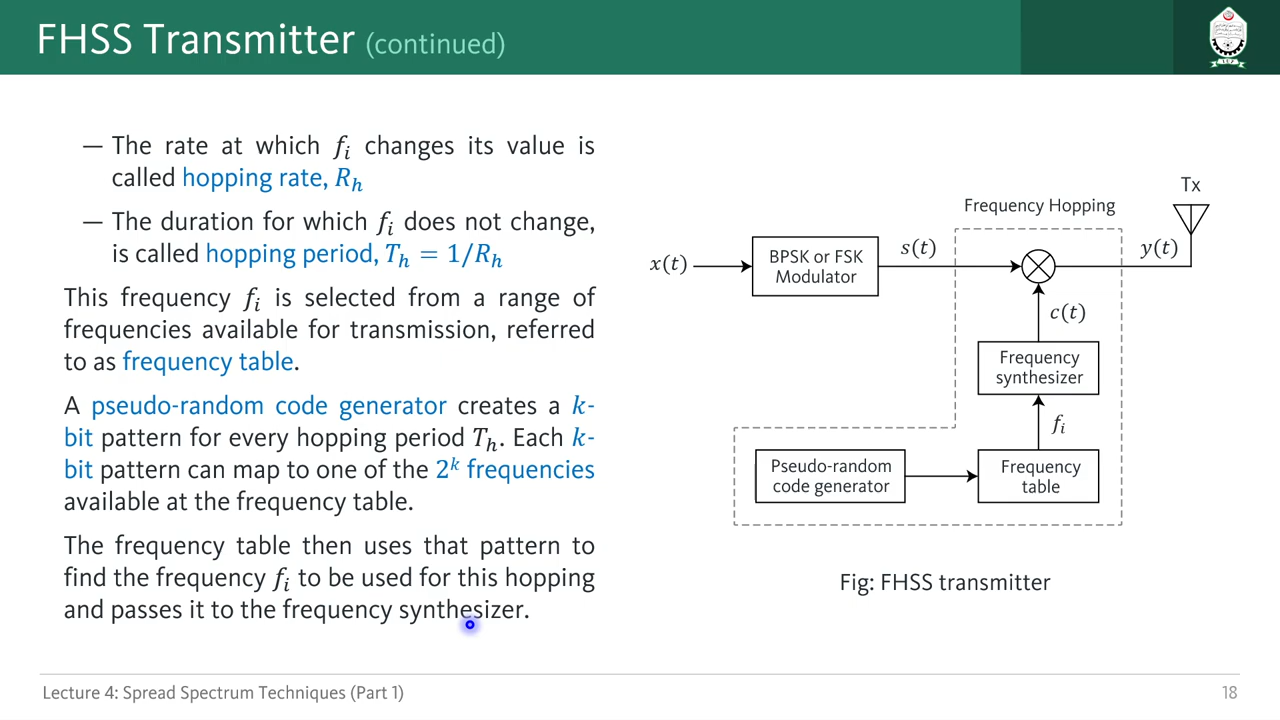 FHSS Transmitter (continued)
— The rate at which fᵢ changes its value is
called hopping rate, Rₕ
— The duration for which fᵢ does not change,
is called hopping period, Tₕ = 1/Rₕ
This frequency fᵢ is selected from a range of
frequencies available for transmission, referred
to as frequency table.
A pseudo-random code generator creates a k-
bit pattern for every hopping period Tₕ. Each k-
bit pattern can map to one of the 2ᵏ frequencies
available at the frequency table.
The frequency table then uses that pattern to
find the frequency fᵢ to be used for this hopping
and passes it to the frequency synthesizer.
Tx
Frequency Hopping
x(t)
BPSK or FSK
Modulator
s(t)
y(t)
c(t)
Frequency
synthesizer
fᵢ
Pseudo-random
code generator
Frequency
table
Fig: FHSS transmitter
Lecture 4: Spread Spectrum Techniques (Part 1)
18